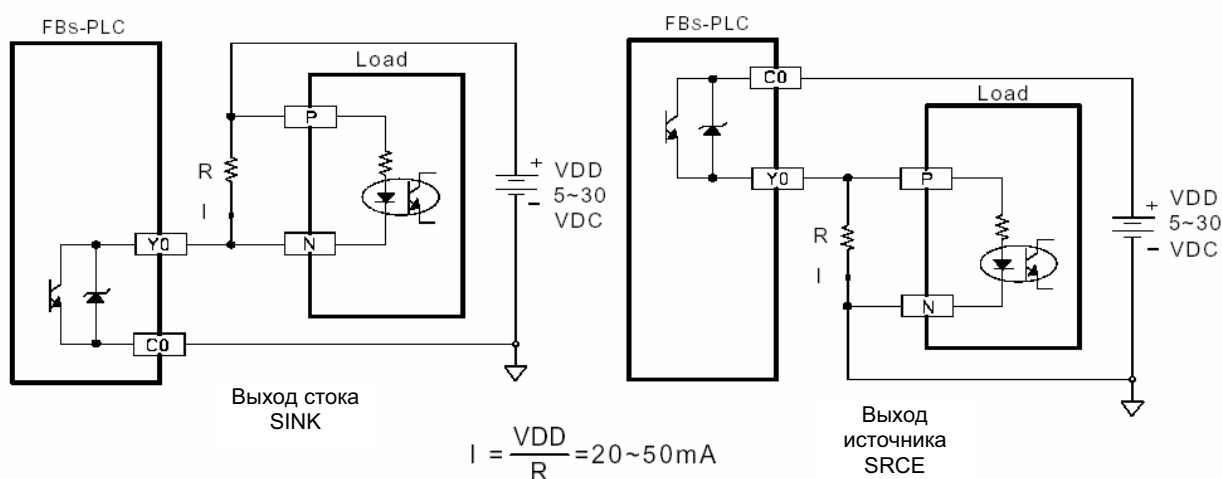 FBs-PLC
Load
P
R
I
N
Y0
C0
+ VDD
5~30
− VDC
Выход стока
SINK
FBs-PLC
C0
Load
Y0
P
R
I
N
+ VDD
5~30
− VDC
Выход
источника
SRCE
I = VDD/R = 20~50mA